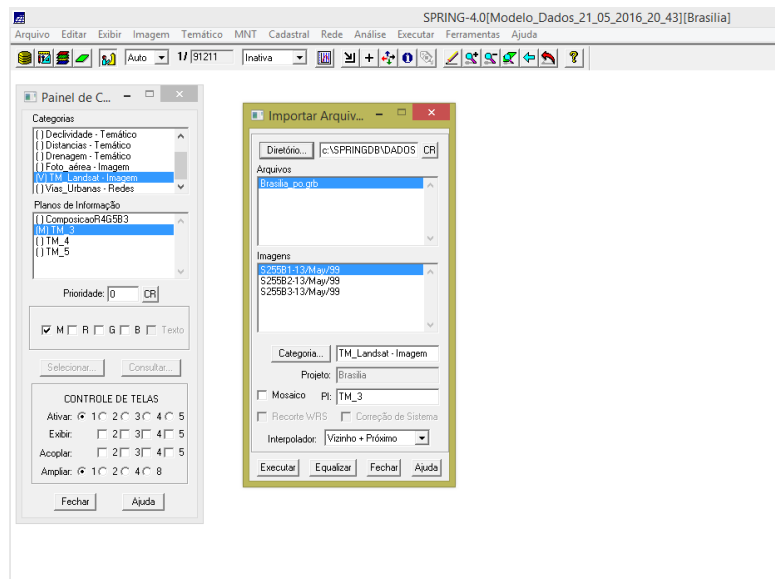 SPRING-4.0[Modelo_Dados_21_05_2016_20_43][Brasilia]
Arquivo Editar Exibir Imagem Temático MNT Cadastral Rede Análise Executar Ferramentas Ajuda
Auto 1/ 91211 Inativa
Painel de C...
Categorias
( ) Declividade - Temático
( ) Distancias - Temático
( ) Drenagem - Temático
( ) Foto_aérea - Imagem
(V) TM_Landsat - Imagem
( ) Vias_Urbanas - Redes
Planos de Informação
( ) ComposicaoR4G5B3
(M) TM_3
( ) TM_4
( ) TM_5
Prioridade: 0 CR
M R G B Texto
Selecionar... Consultar...
CONTROLE DE TELAS
Ativar: 1 2 3 4 5
Exibir: 2 3 4 5
Acoplar: 2 3 4 5
Ampliar: 1 2 4 8
Fechar Ajuda
Importar Arquiv...
Diretório... c:\SPRINGDB\DADOS CR
Arquivos
Brasilia_po.grb
Imagens
S255B1-13/May/99
S255B2-13/May/99
S255B3-13/May/99
Categoria... TM_Landsat - Imagem
Projeto: Brasilia
Mosaico PI: TM_3
Recorte WRS Correção de Sistema
Interpolador: Vizinho + Próximo
Executar Equalizar Fechar Ajuda